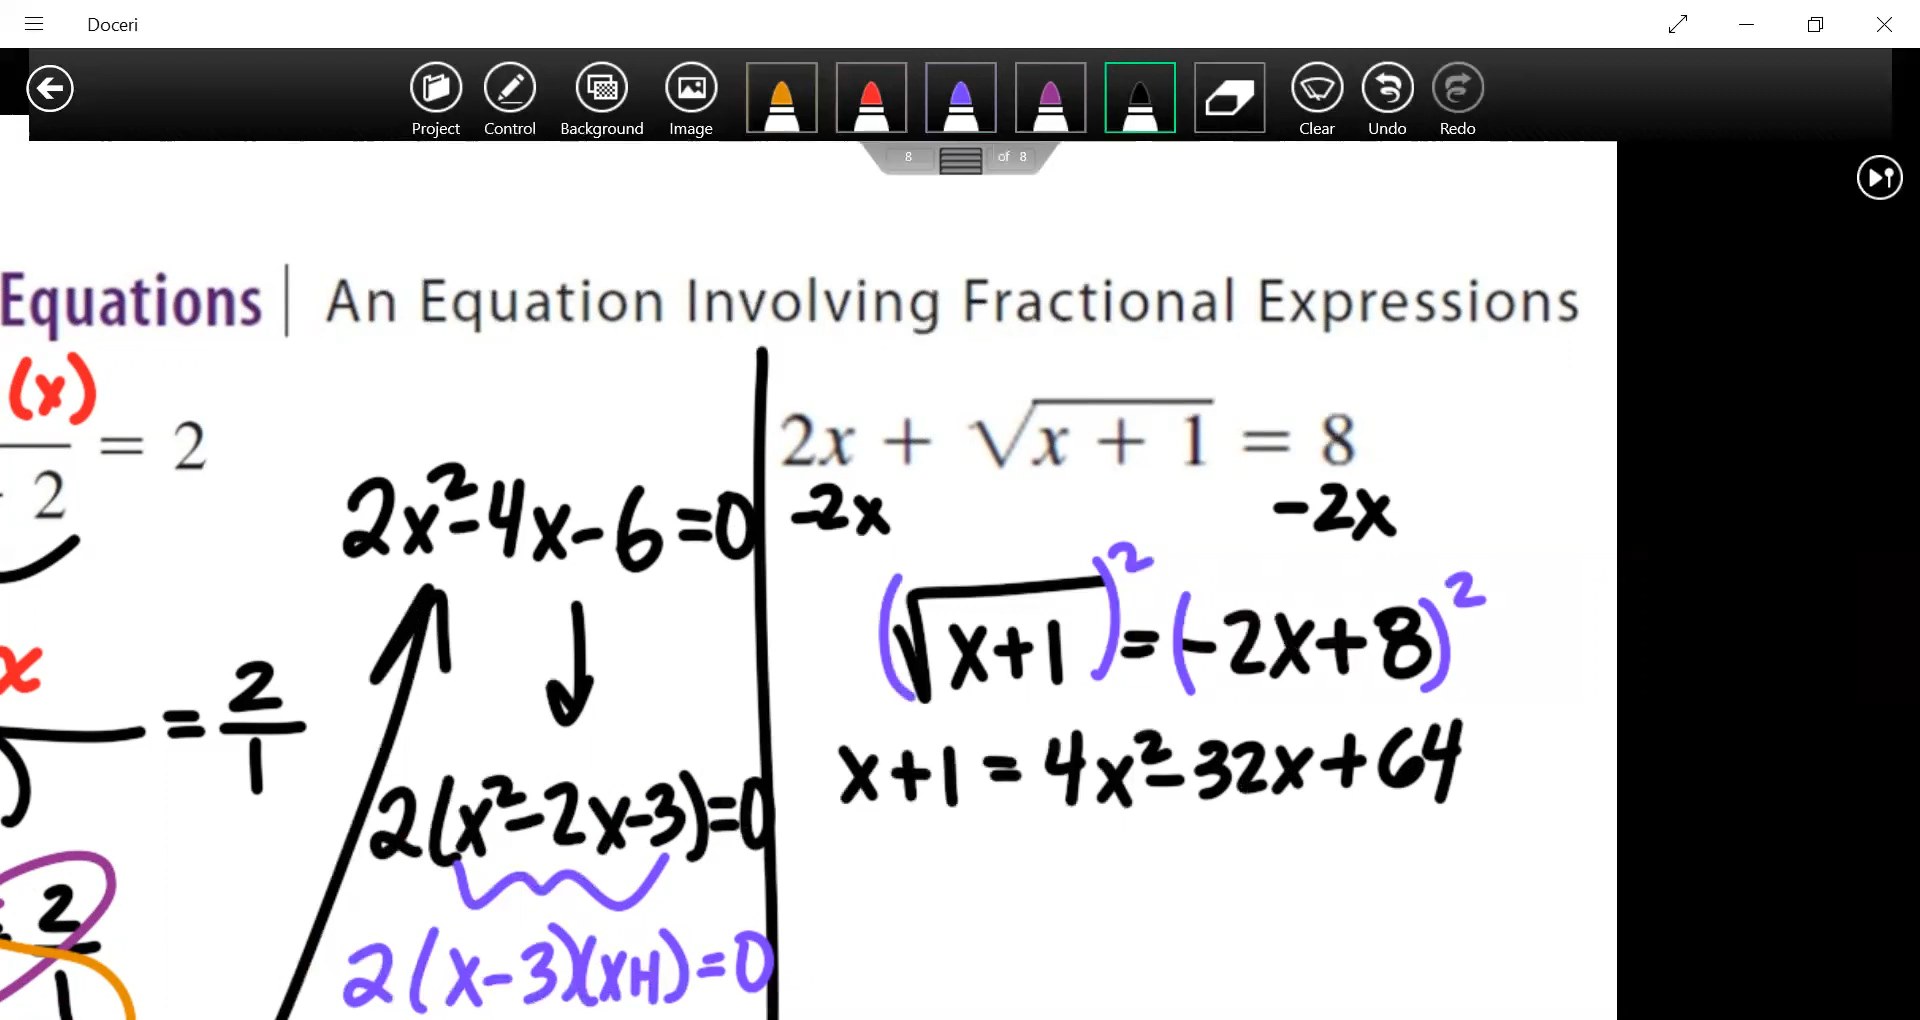 Doceri
Project Control Background Image Clear Undo Redo
8 of 8
Equations | An Equation Involving Fractional Expressions
(x)
= 2
2
2x² - 4x - 6 = 0
x
= 2/1
2(x² - 2x - 3) = 0
2
1
2(x - 3)(x+1) = 0
2x + √(x + 1) = 8
-2x -2x
(√(x+1))² = (-2x+8)²
x+1 = 4x² - 32x + 64